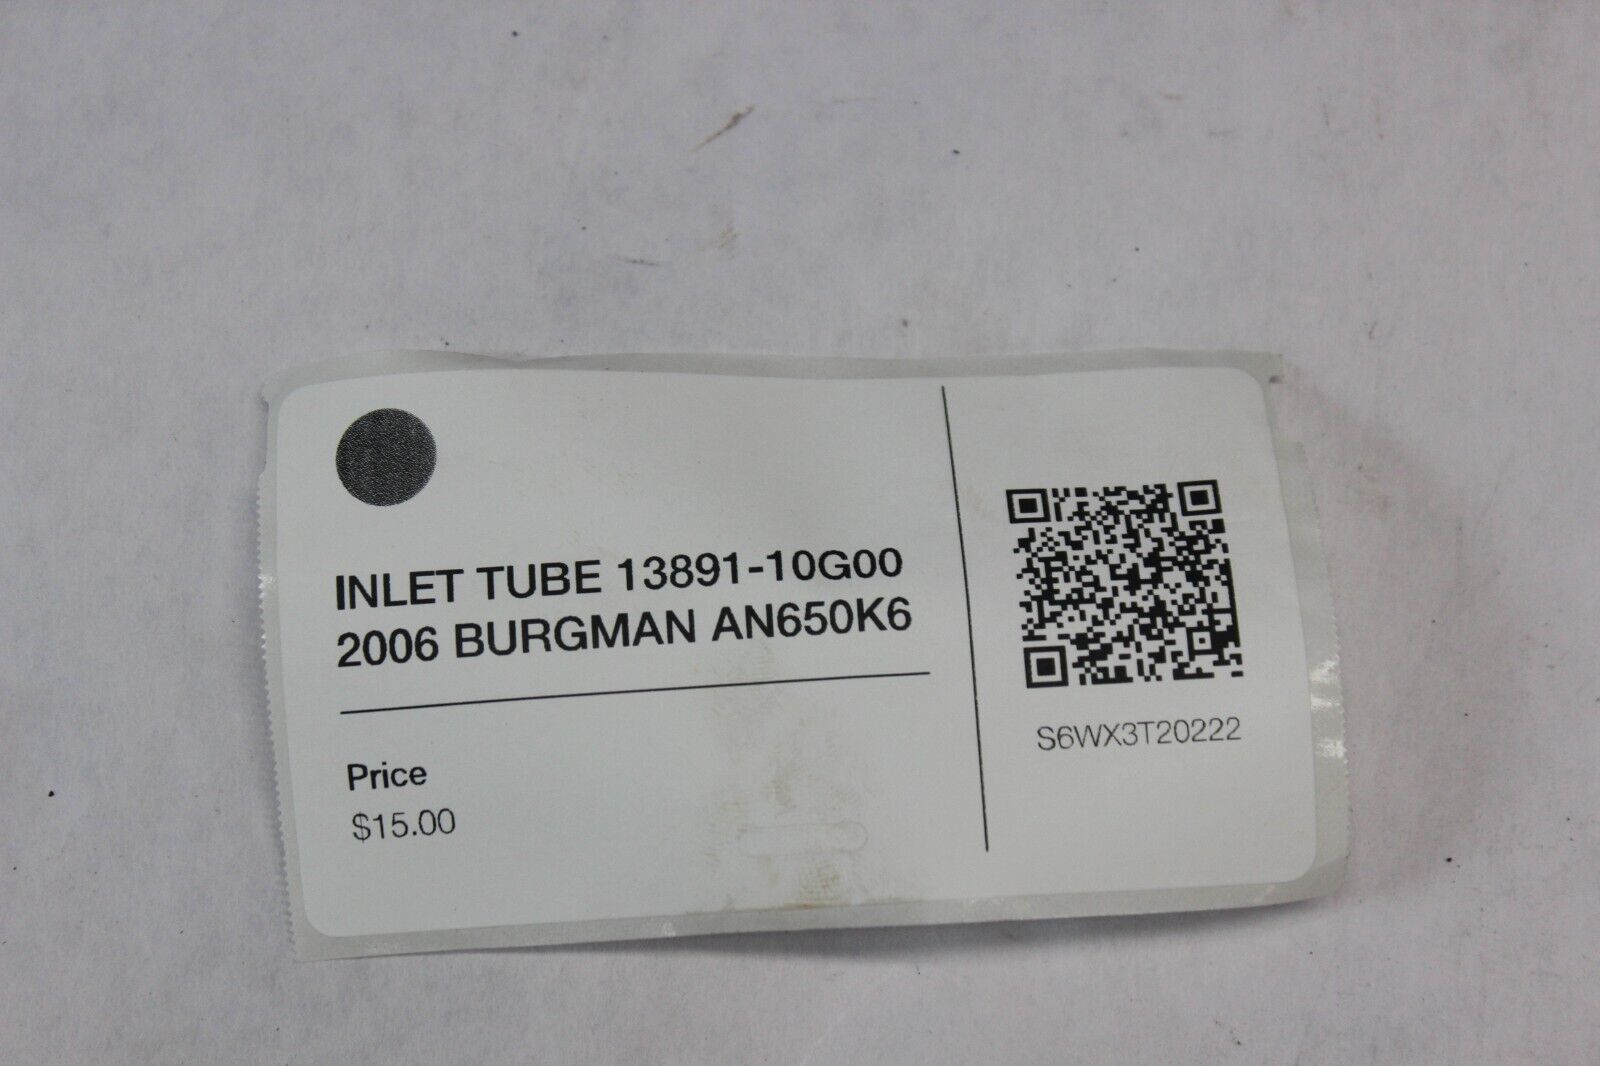 INLET TUBE 13891-10G00
2006 BURGMAN AN650K6
Price
$15.00
S6WX3T20222